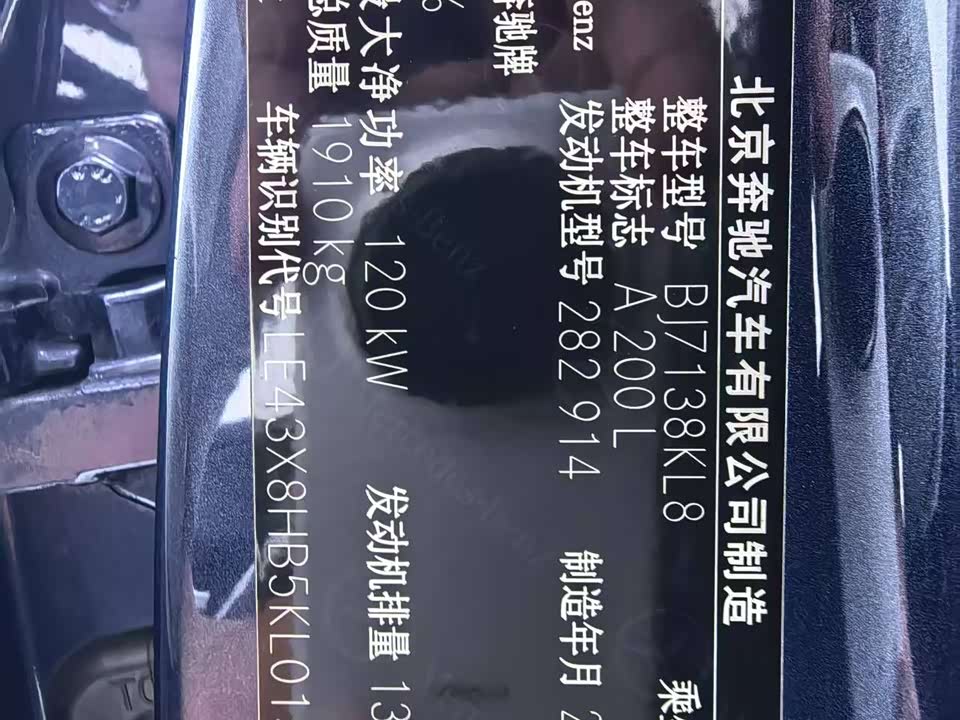 北京奔驰汽车有限公司制造
整车型号 BJ7138KL8
整车标志 A 200 L
发动机型号 282 914 制造年月 2
奔驰牌
最大净功率 120 kW 发动机排量 13
总质量 1910 kg
车辆识别代号 LE43X8HB5KL01